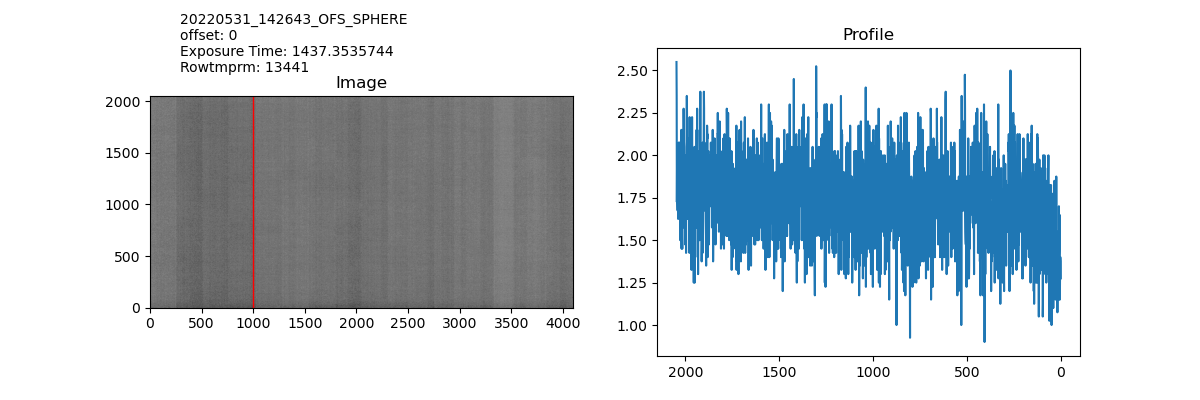 20220531_142643_OFS_SPHERE
offset: 0
Exposure Time: 1437.3535744
Rowtmprm: 13441
Image
2000
1500
1000
500
0
0 500 1000 1500 2000 2500 3000 3500 4000
Profile
2.50
2.25
2.00
1.75
1.50
1.25
1.00
2000 1500 1000 500 0